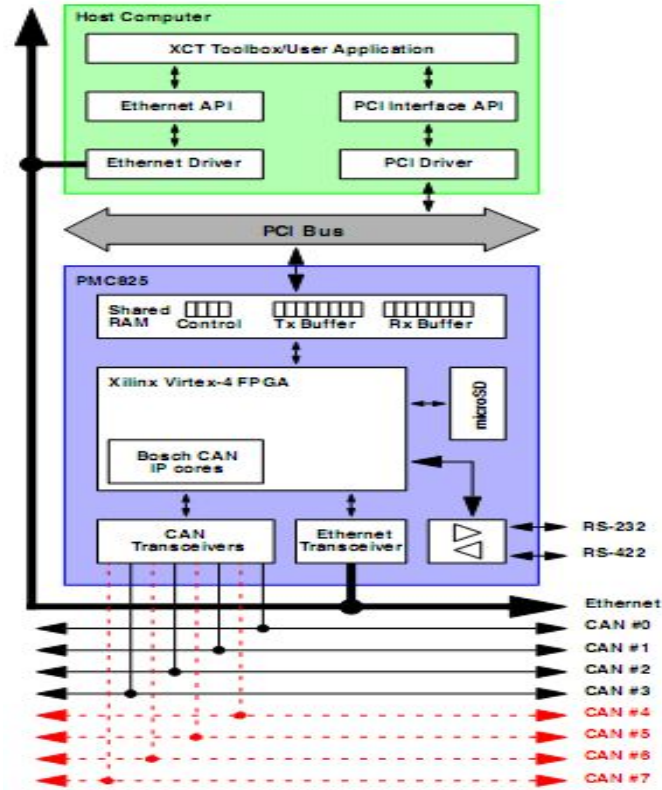 Host Computer
XCT Toolbox/User Application
Ethernet API
PCI Interface API
Ethernet Driver
PCI Driver
PCI Bus
PMC825
Shared
RAM
Control
Tx Buffer
Rx Buffer
Xilinx Virtex-4 FPGA
microSD
Bosch CAN
IP cores
CAN
Transceivers
Ethernet
Transceiver
RS-232
RS-422
Ethernet
CAN #0
CAN #1
CAN #2
CAN #3
CAN #4
CAN #5
CAN #6
CAN #7